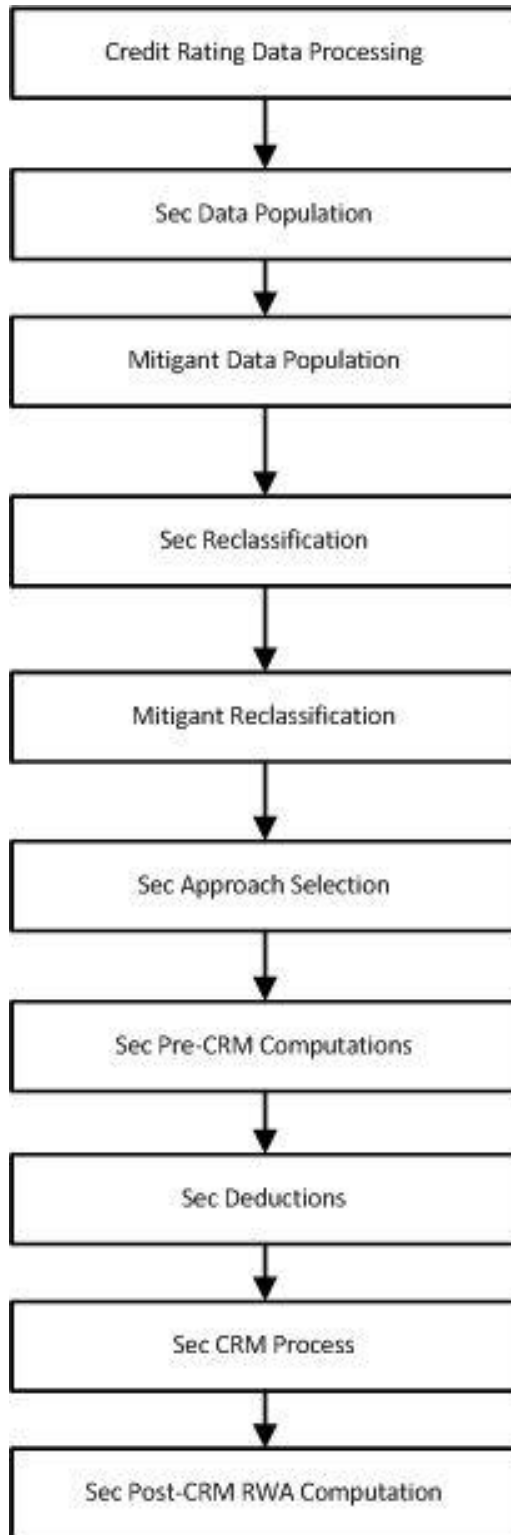 Credit Rating Data Processing
Sec Data Population
Mitigant Data Population
Sec Reclassification
Mitigant Reclassification
Sec Approach Selection
Sec Pre-CRM Computations
Sec Deductions
Sec CRM Process
Sec Post-CRM RWA Computation